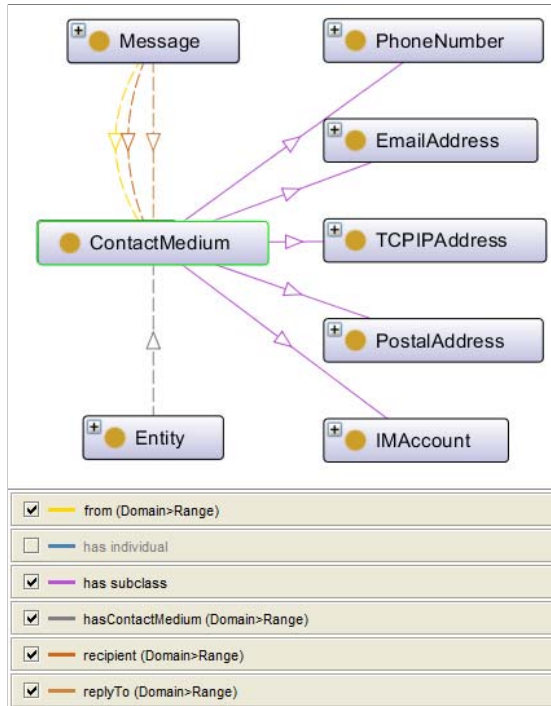 Message
PhoneNumber
EmailAddress
ContactMedium
TCPIPAddress
PostalAddress
Entity
IMAccount
from (Domain>Range)
has individual
has subclass
hasContactMedium (Domain>Range)
recipient (Domain>Range)
replyTo (Domain>Range)